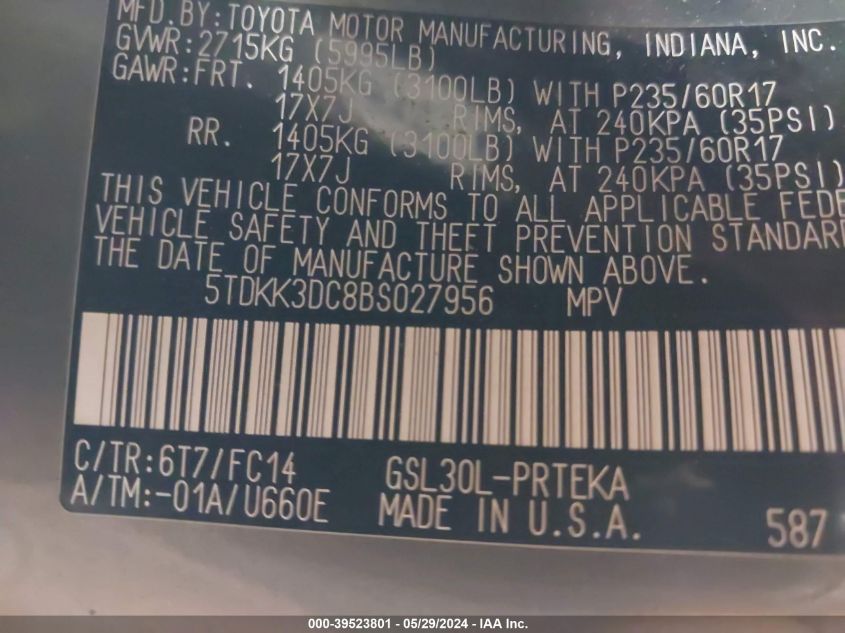 MFD. BY: TOYOTA MOTOR MANUFACTURING, INDIANA, INC.
GVWR: 2715KG (5995LB)
GAWR: FRT. 1405KG (3100LB) WITH P235/60R17
17X7J RIMS, AT 240KPA (35PSI)
RR. 1405KG (3100LB) WITH P235/60R17
17X7J RIMS, AT 240KPA (35PSI)
THIS VEHICLE CONFORMS TO ALL APPLICABLE FEDE
VEHICLE SAFETY AND THEFT PREVENTION STANDAR
THE DATE OF MANUFACTURE SHOWN ABOVE.
5TDKK3DC8BS027956 MPV
C/TR: 6T7/FC14 GSL30L-PRTEKA
A/TM: -01A/U660E MADE IN U.S.A. 587
000-39523801 - 05/29/2024 - IAA Inc.